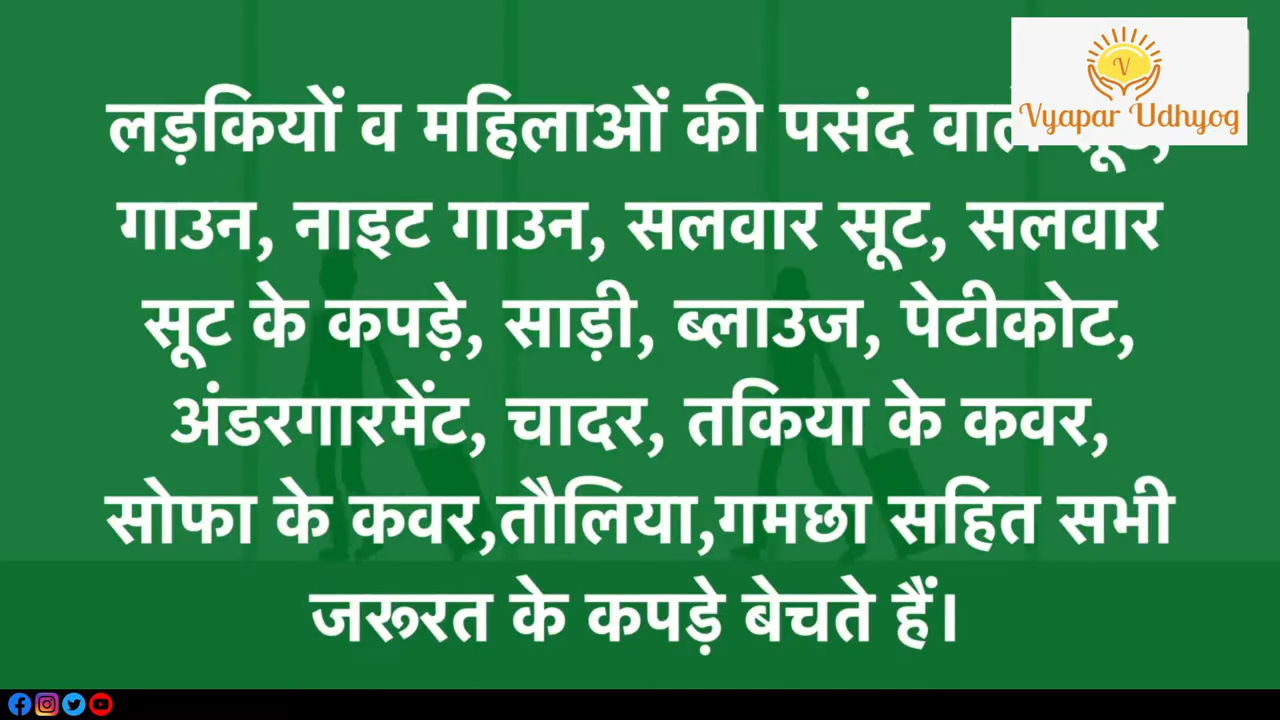 V
Vyapar Udhyog
लड़कियों व महिलाओं की पसंद
गाउन, नाइट गाउन, सलवार सूट, सलवार
सूट के कपड़े, साड़ी, ब्लाउज, पेटीकोट,
अंडरगारमेंट, चादर, तकिया के कवर,
सोफा के कवर,तौलिया,गमछा सहित सभी
जरूरत के कपड़े बेचते हैं।